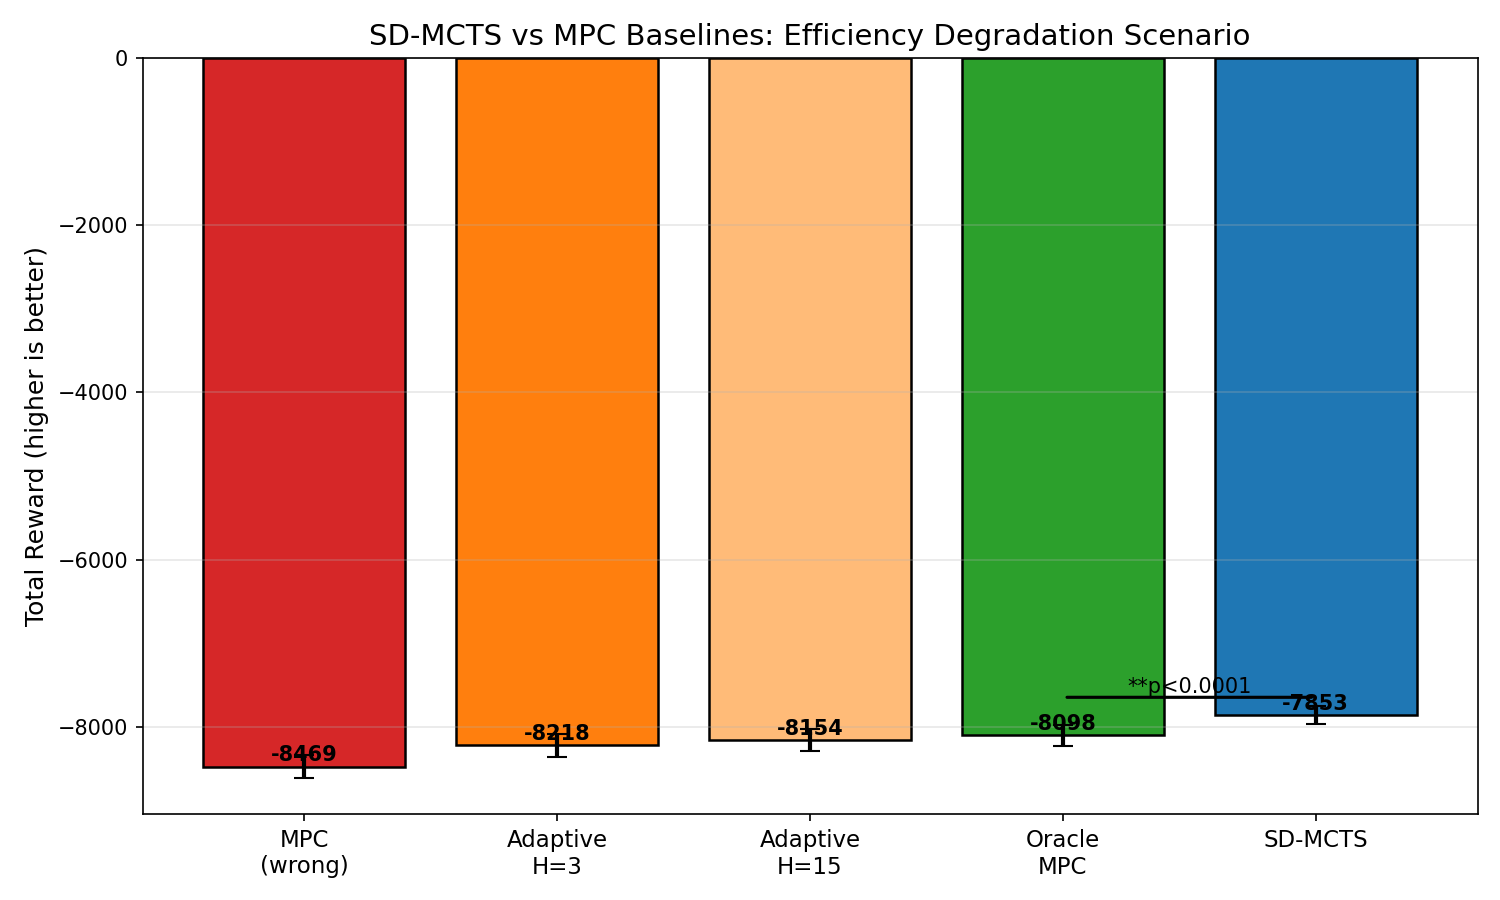 SD-MCTS vs MPC Baselines: Efficiency Degradation Scenario
Total Reward (higher is better)
0
−2000
−4000
−6000
−8000
-8469
-8218
-8154
-8098
**p<0.0001
-7853
MPC
(wrong)
Adaptive
H=3
Adaptive
H=15
Oracle
MPC
SD-MCTS